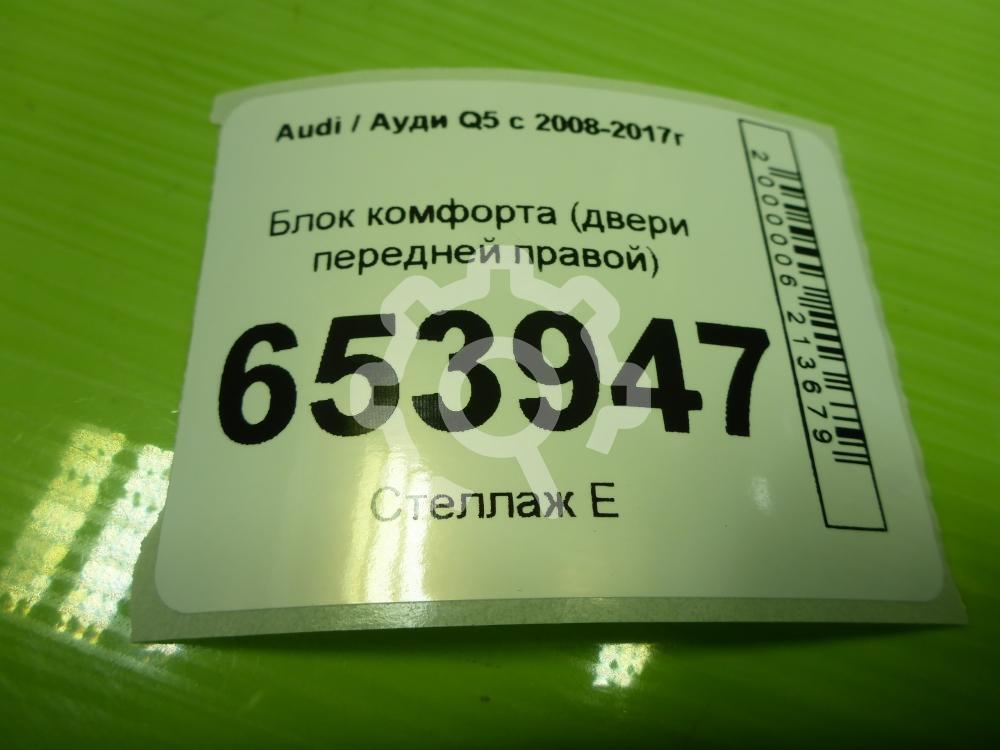 Audi / Ауди Q5 с 2008-2017г
Блок комфорта (двери
передней правой)
653947
Стеллаж Е
2000006213679